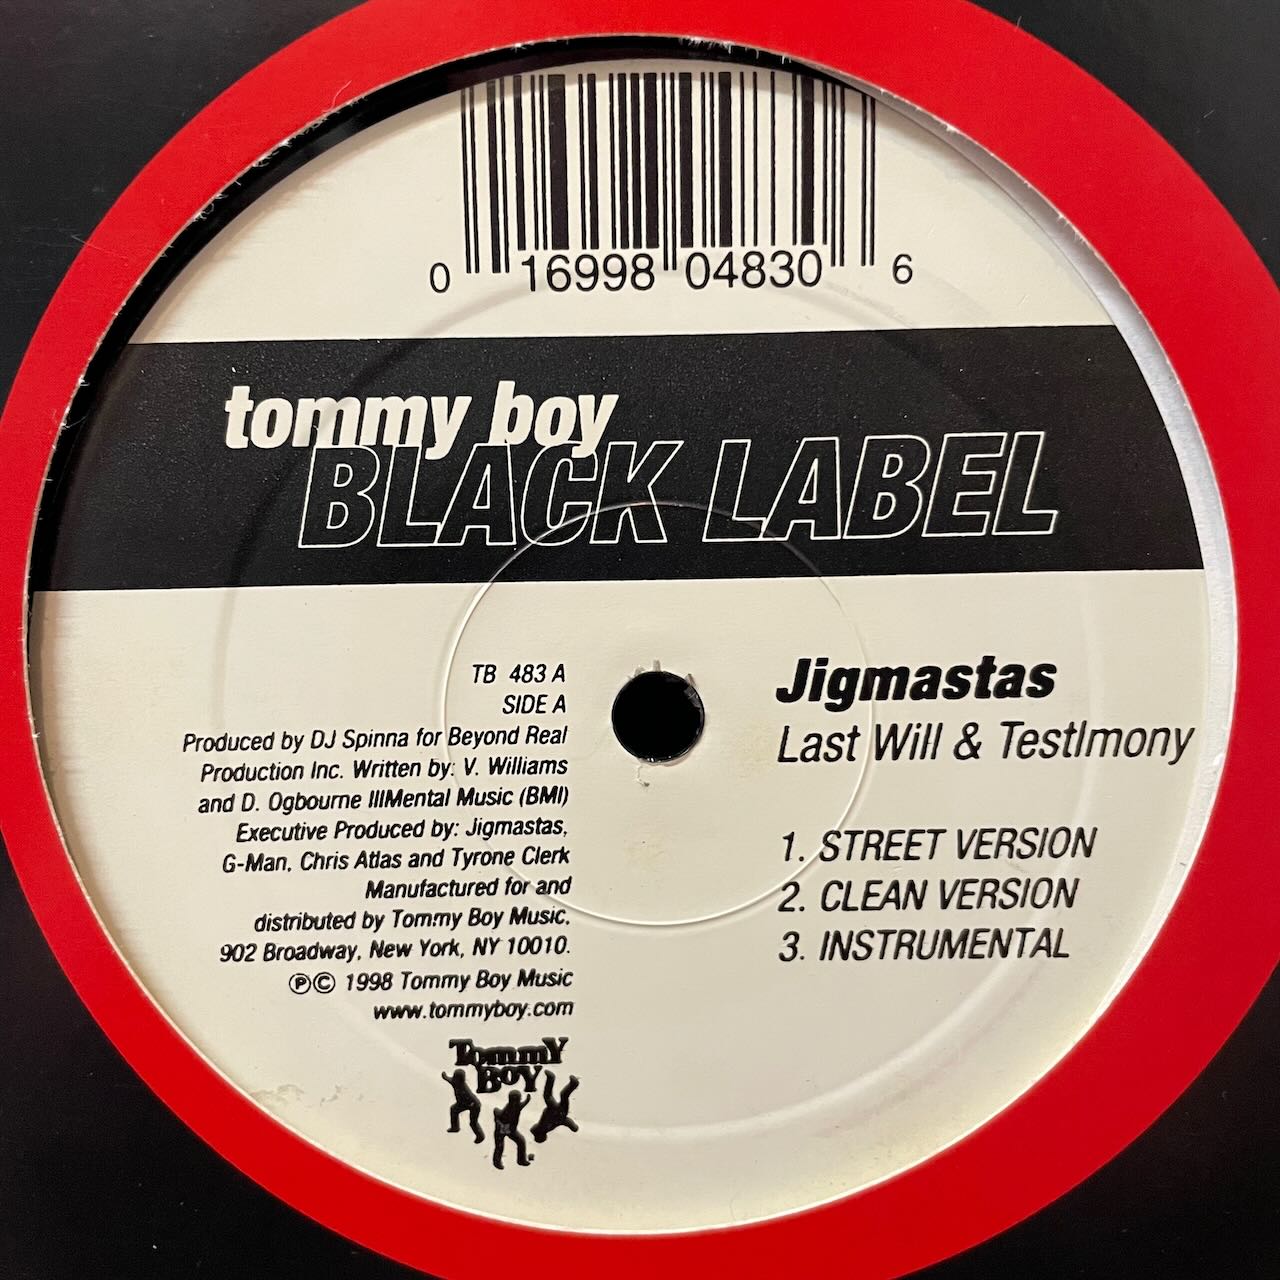 0 16998 04830 6
tommy boy
BLACK LABEL
TB 483 A
SIDE A
Produced by DJ Spinna for Beyond Real
Production Inc. Written by: V. Williams
and D. Ogbourne IIIMental Music (BMI)
Executive Produced by: Jigmastas,
G-Man, Chris Atlas and Tyrone Clerk
Manufactured for and
distributed by Tommy Boy Music,
902 Broadway, New York, NY 10010.
℗© 1998 Tommy Boy Music
www.tommyboy.com
Tommy
Boy
Jigmastas
Last Will & TestImony
1. STREET VERSION
2. CLEAN VERSION
3. INSTRUMENTAL